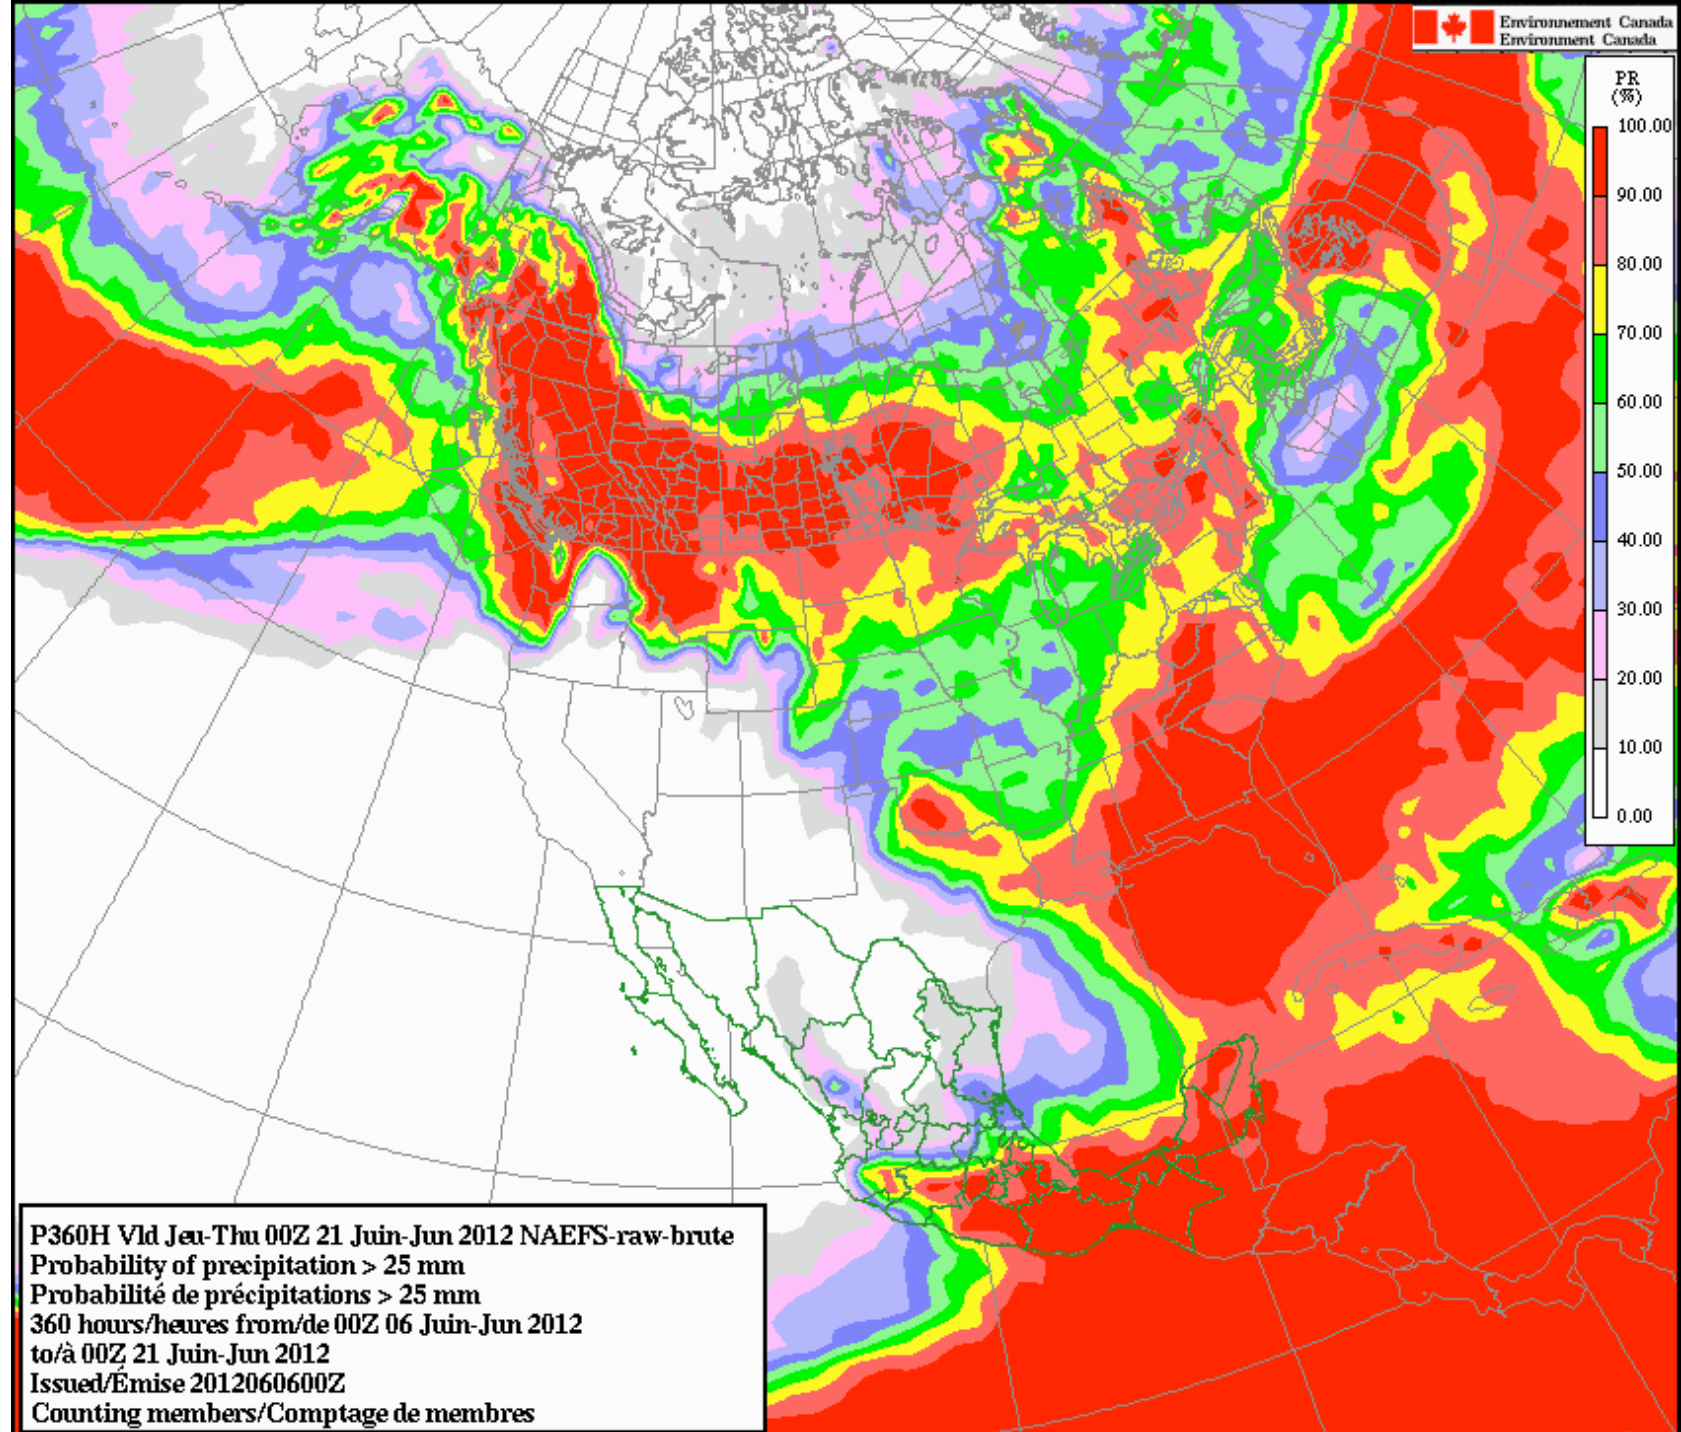 Environnement Canada
Environment Canada
PR
(%)
100.00
90.00
80.00
70.00
60.00
50.00
40.00
30.00
20.00
10.00
0.00
P360H Vld Jeu-Thu 00Z 21 Juin-Jun 2012 NAEFS-raw-brute
Probability of precipitation > 25 mm
Probabilité de précipitations > 25 mm
360 hours/heures from/de 00Z 06 Juin-Jun 2012
to/à 00Z 21 Juin-Jun 2012
Issued/Émise 2012060600Z
Counting members/Comptage de membres